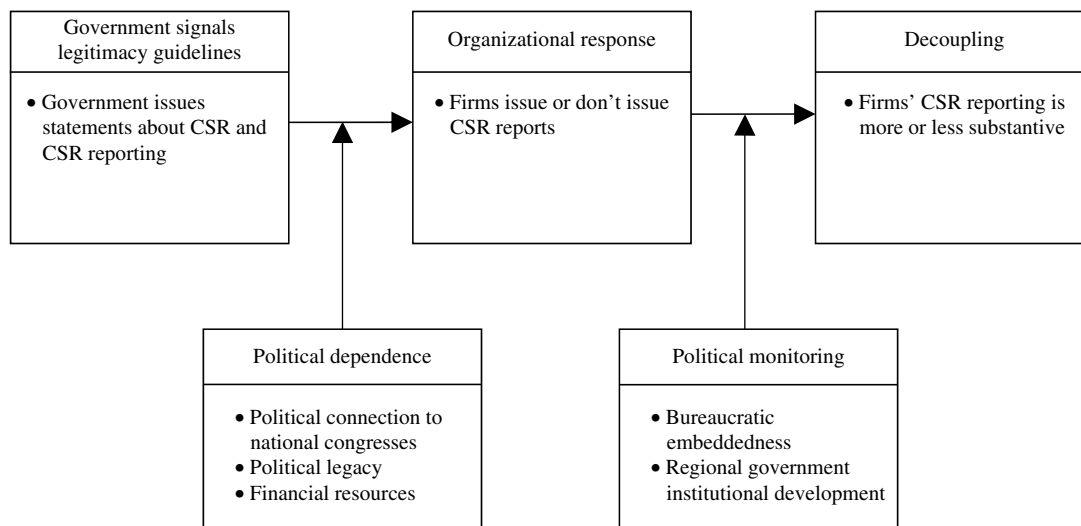 Government signals
legitimacy guidelines
• Government issues
statements about CSR and
CSR reporting
Organizational response
• Firms issue or don’t issue
CSR reports
Decoupling
• Firms’ CSR reporting is
more or less substantive
Political dependence
• Political connection to
national congresses
• Political legacy
• Financial resources
Political monitoring
• Bureaucratic
embeddedness
• Regional government
institutional development